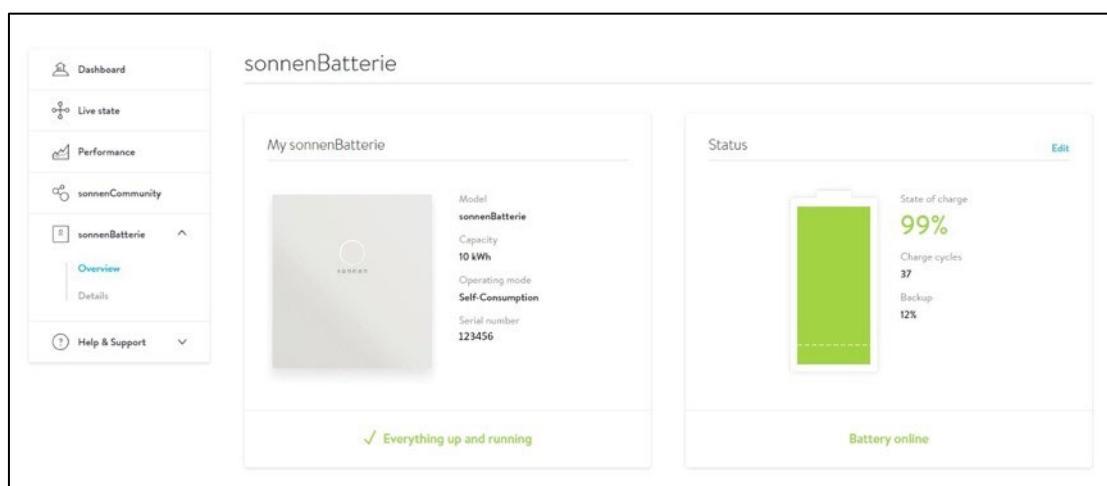 sonnenBatterie
Dashboard
Live state
Performance
sonnenCommunity
sonnenBatterie
Overview
Details
Help & Support
My sonnenBatterie
sonnen
Model
sonnenBatterie
Capacity
10 kWh
Operating mode
Self-Consumption
Serial number
123456
Everything up and running
Status
Edit
State of charge
99%
Charge cycles
37
Backup
12%
Battery online